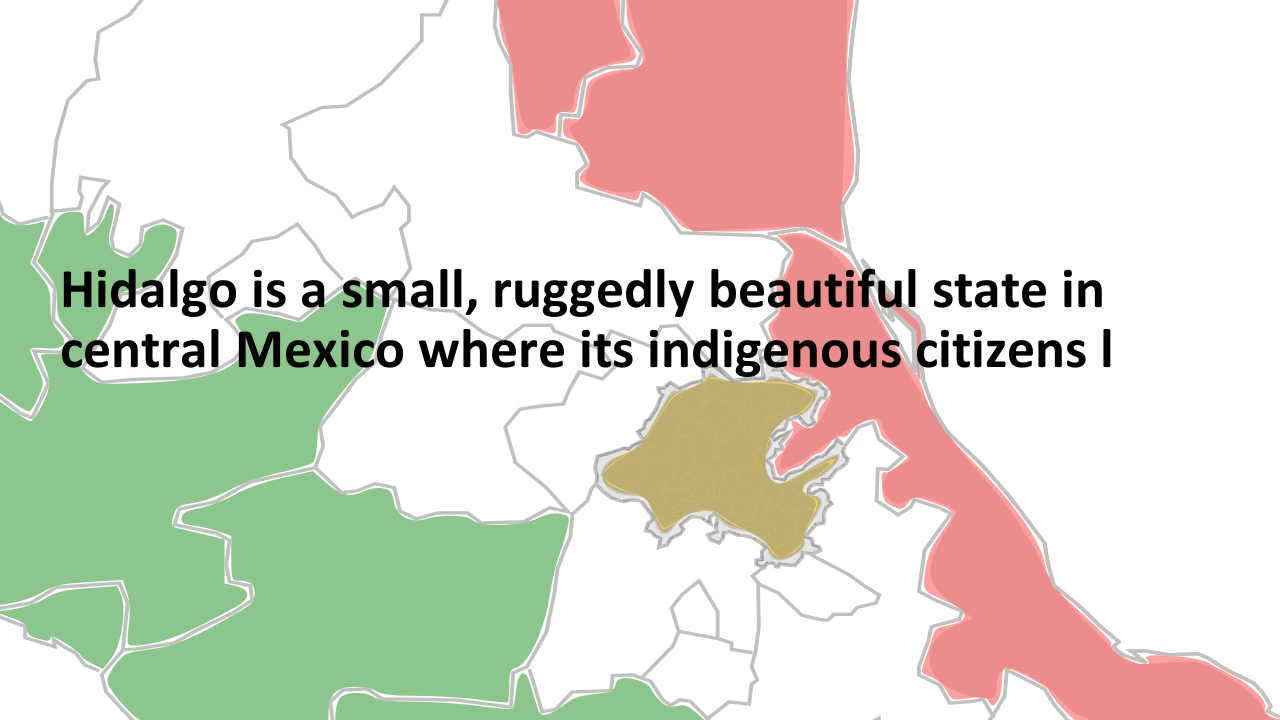 Hidalgo is a small, ruggedly beautiful state in
central Mexico where its indigenous citizens l